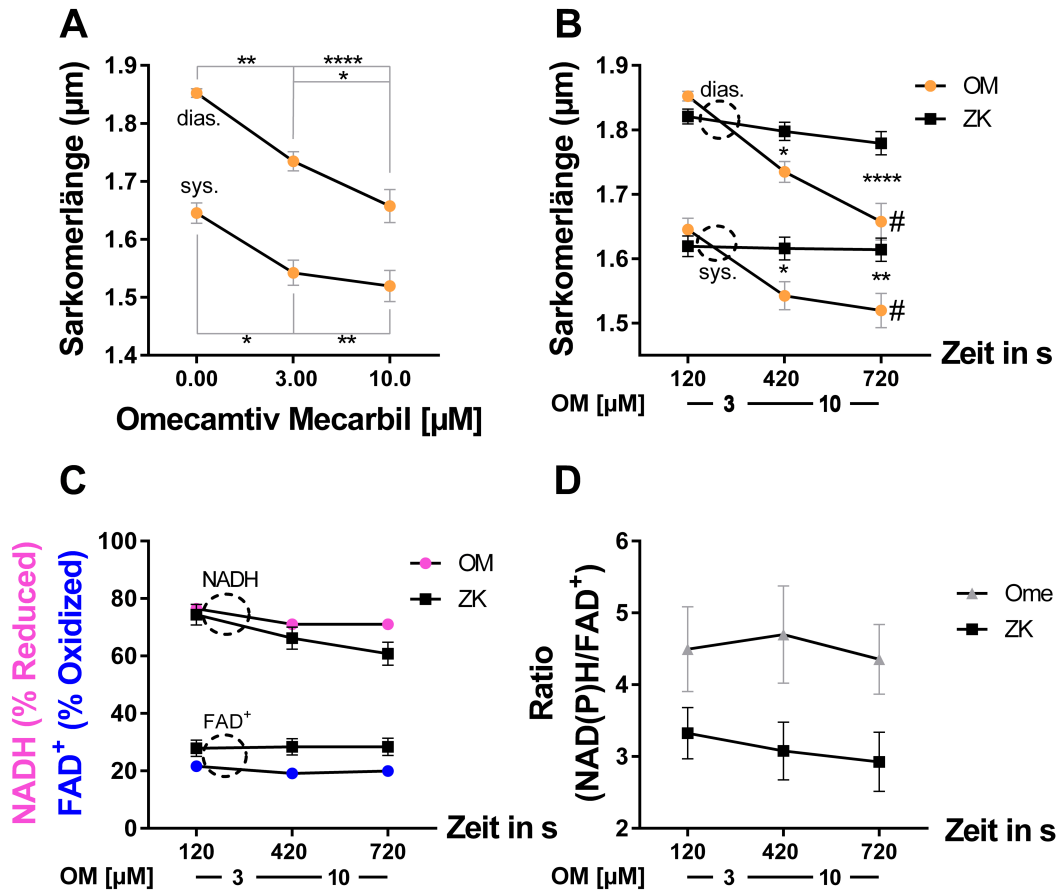 A
Sarkomerlänge (µm)
1.9
1.8
1.7
1.6
1.5
1.4
** ****
*
dias.
sys.
* **
0.00 3.00 10.0
Omecamtiv Mecarbil [µM]
B
Sarkomerlänge (µm)
1.9
1.8
1.7
1.6
1.5
dias.
OM
ZK
*
****
#
sys.
*
**
#
Zeit in s
120 420 720
OM [µM] 3 10
C
NADH (% Reduced)
FAD⁺ (% Oxidized)
100
80
60
40
20
0
NADH
OM
ZK
FAD⁺
Zeit in s
120 420 720
OM [µM] 3 10
D
Ratio
(NAD(P)H/FAD⁺)
6
5
4
3
2
Ome
ZK
Zeit in s
120 420 720
OM [µM] 3 10